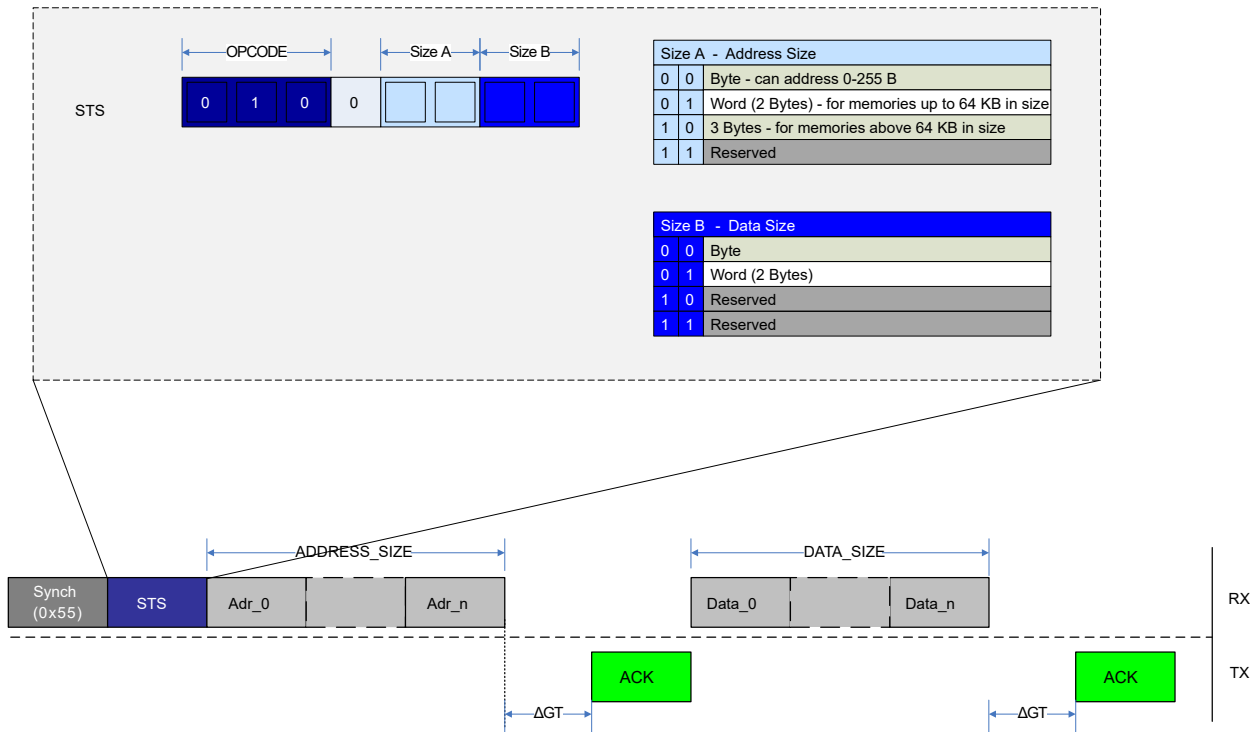 OPCODE Size A Size B
STS 0 1 0 0
Size A - Address Size
0 0 Byte - can address 0-255 B
0 1 Word (2 Bytes) - for memories up to 64 KB in size
1 0 3 Bytes - for memories above 64 KB in size
1 1 Reserved
Size B - Data Size
0 0 Byte
0 1 Word (2 Bytes)
1 0 Reserved
1 1 Reserved
ADDRESS_SIZE DATA_SIZE
Synch
(0x55)
STS Adr_0 Adr_n Data_0 Data_n RX
ACK ACK TX
ΔGT ΔGT